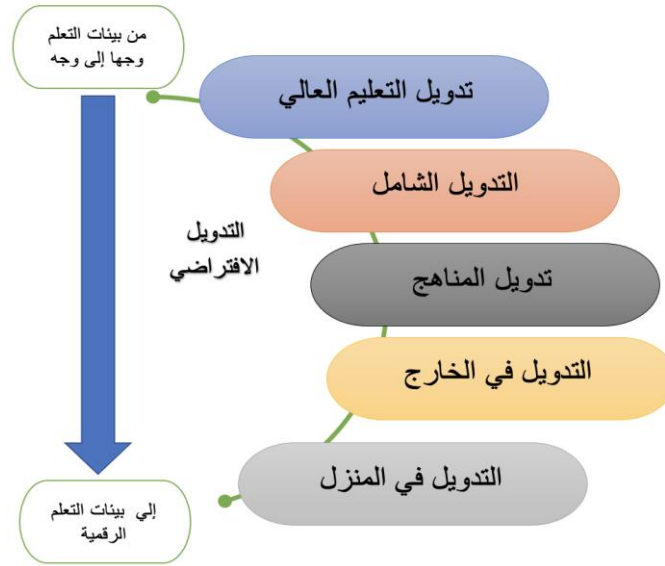 من بيئات التعلم
وجها إلى وجه
تدويل التعليم العالي
التدويل الشامل
التدويل
الافتراضي
تدويل المناهج
التدويل في الخارج
التدويل في المنزل
إلي بيئات التعلم
الرقمية